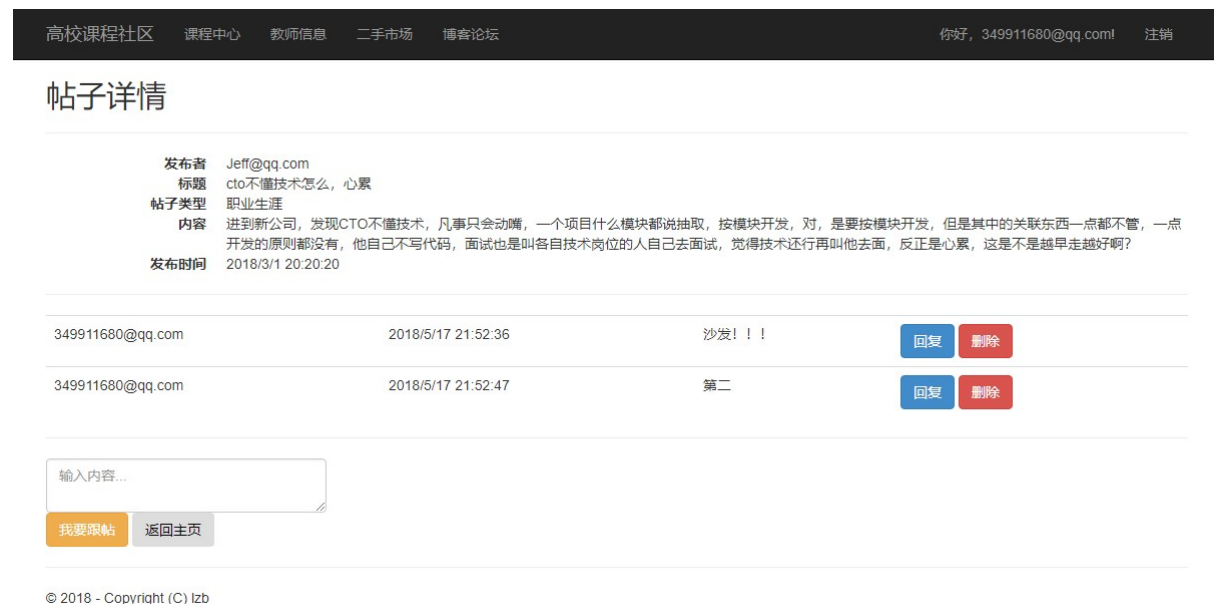 高校课程社区 课程中心 教师信息 二手市场 博客论坛 你好，349911680@qq.com! 注销
帖子详情
发布者 Jeff@qq.com
标题 cto不懂技术怎么，心累
帖子类型 职业生涯
内容 进到新公司，发现CTO不懂技术，凡事只会动嘴，一个项目什么模块都说抽取，按模块开发，对，是要按模块开发，但是其中的关联东西一点都不管，一点
开发的原则都没有，他自己不写代码，面试也是叫各自技术岗位的人自己去面试，觉得技术还行再叫他去面，反正是心累，这是不是越早走越好啊？
发布时间 2018/3/1 20:20:20
349911680@qq.com 2018/5/17 21:52:36 沙发！！！ 回复 删除
349911680@qq.com 2018/5/17 21:52:47 第二 回复 删除
输入内容...
我要跟帖 返回主页
© 2018 - Copyright (C) lzb